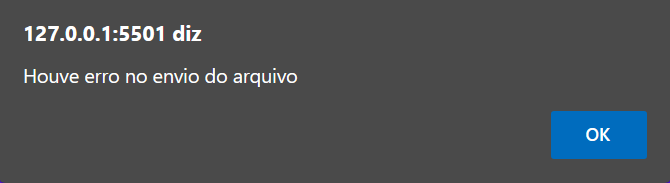 127.0.0.1:5501 diz
Houve erro no envio do arquivo
OK